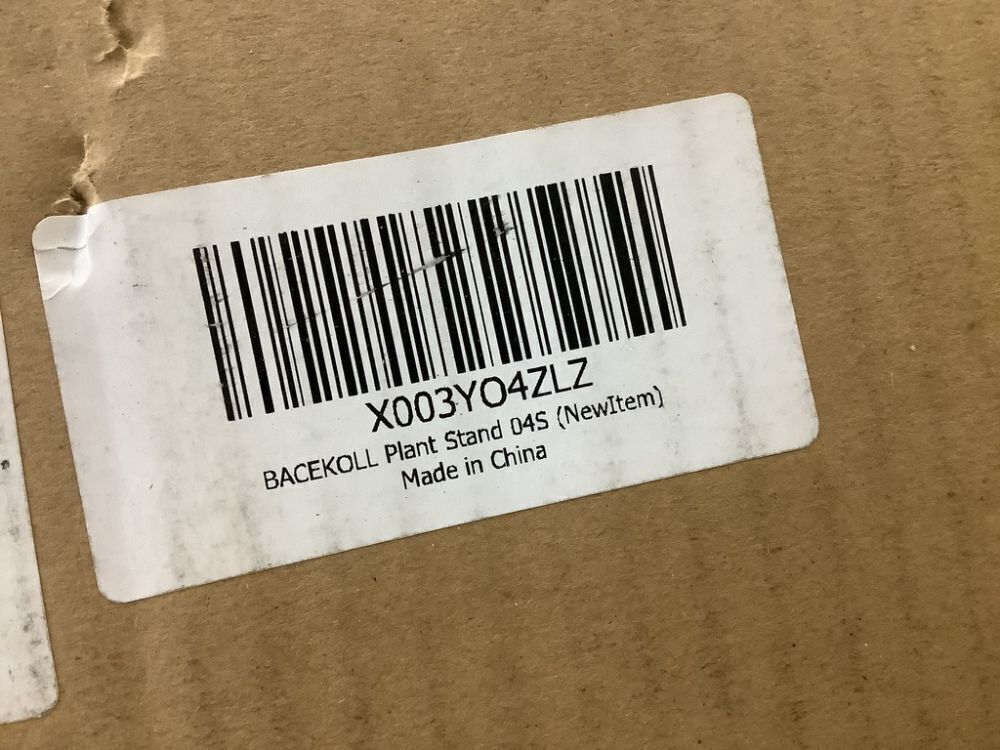 X003YO4ZLZ
BACEKOLL Plant Stand 04S (NewItem)
Made in China